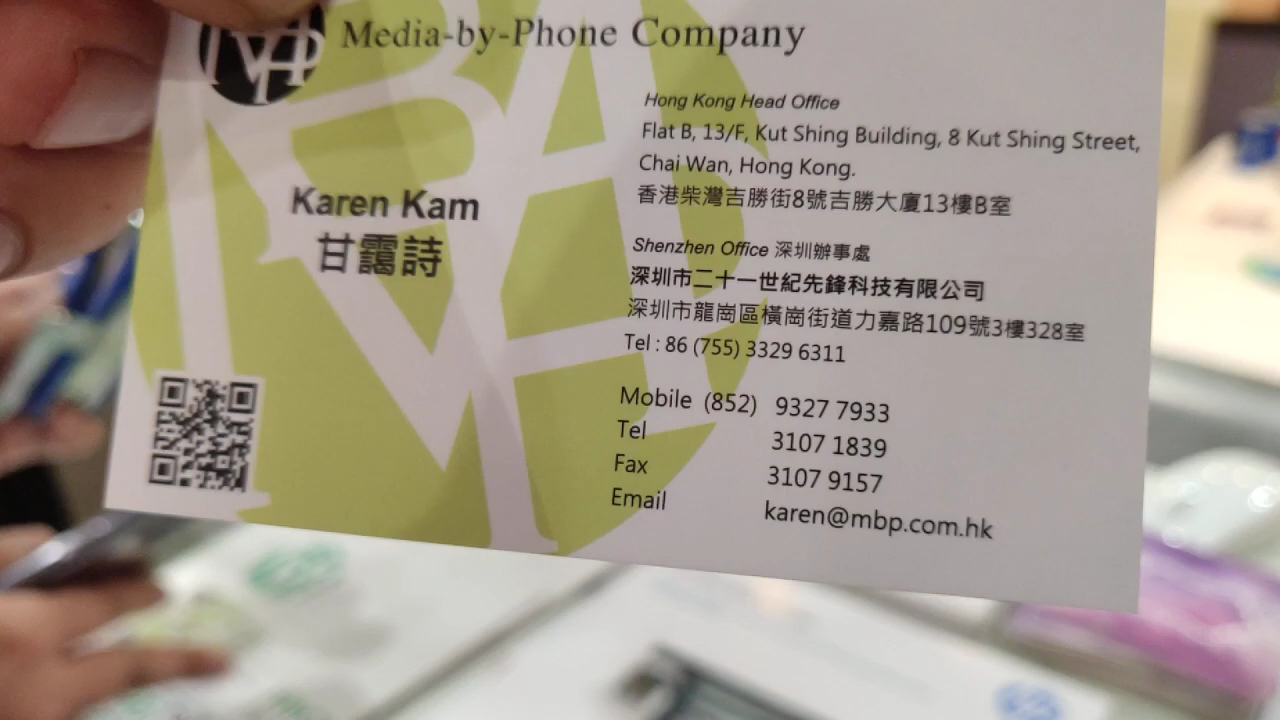 Media-by-Phone Company
Karen Kam
甘靄詩
Hong Kong Head Office
Flat B, 13/F, Kut Shing Building, 8 Kut Shing Street,
Chai Wan, Hong Kong.
香港柴灣吉勝街8號吉勝大廈13樓B室
Shenzhen Office 深圳辦事處
深圳市二十一世紀先鋒科技有限公司
深圳市龍崗區橫崗街道力嘉路109號3樓328室
Tel : 86 (755) 3329 6311
Mobile (852) 9327 7933
Tel 3107 1839
Fax 3107 9157
Email karen@mbp.com.hk